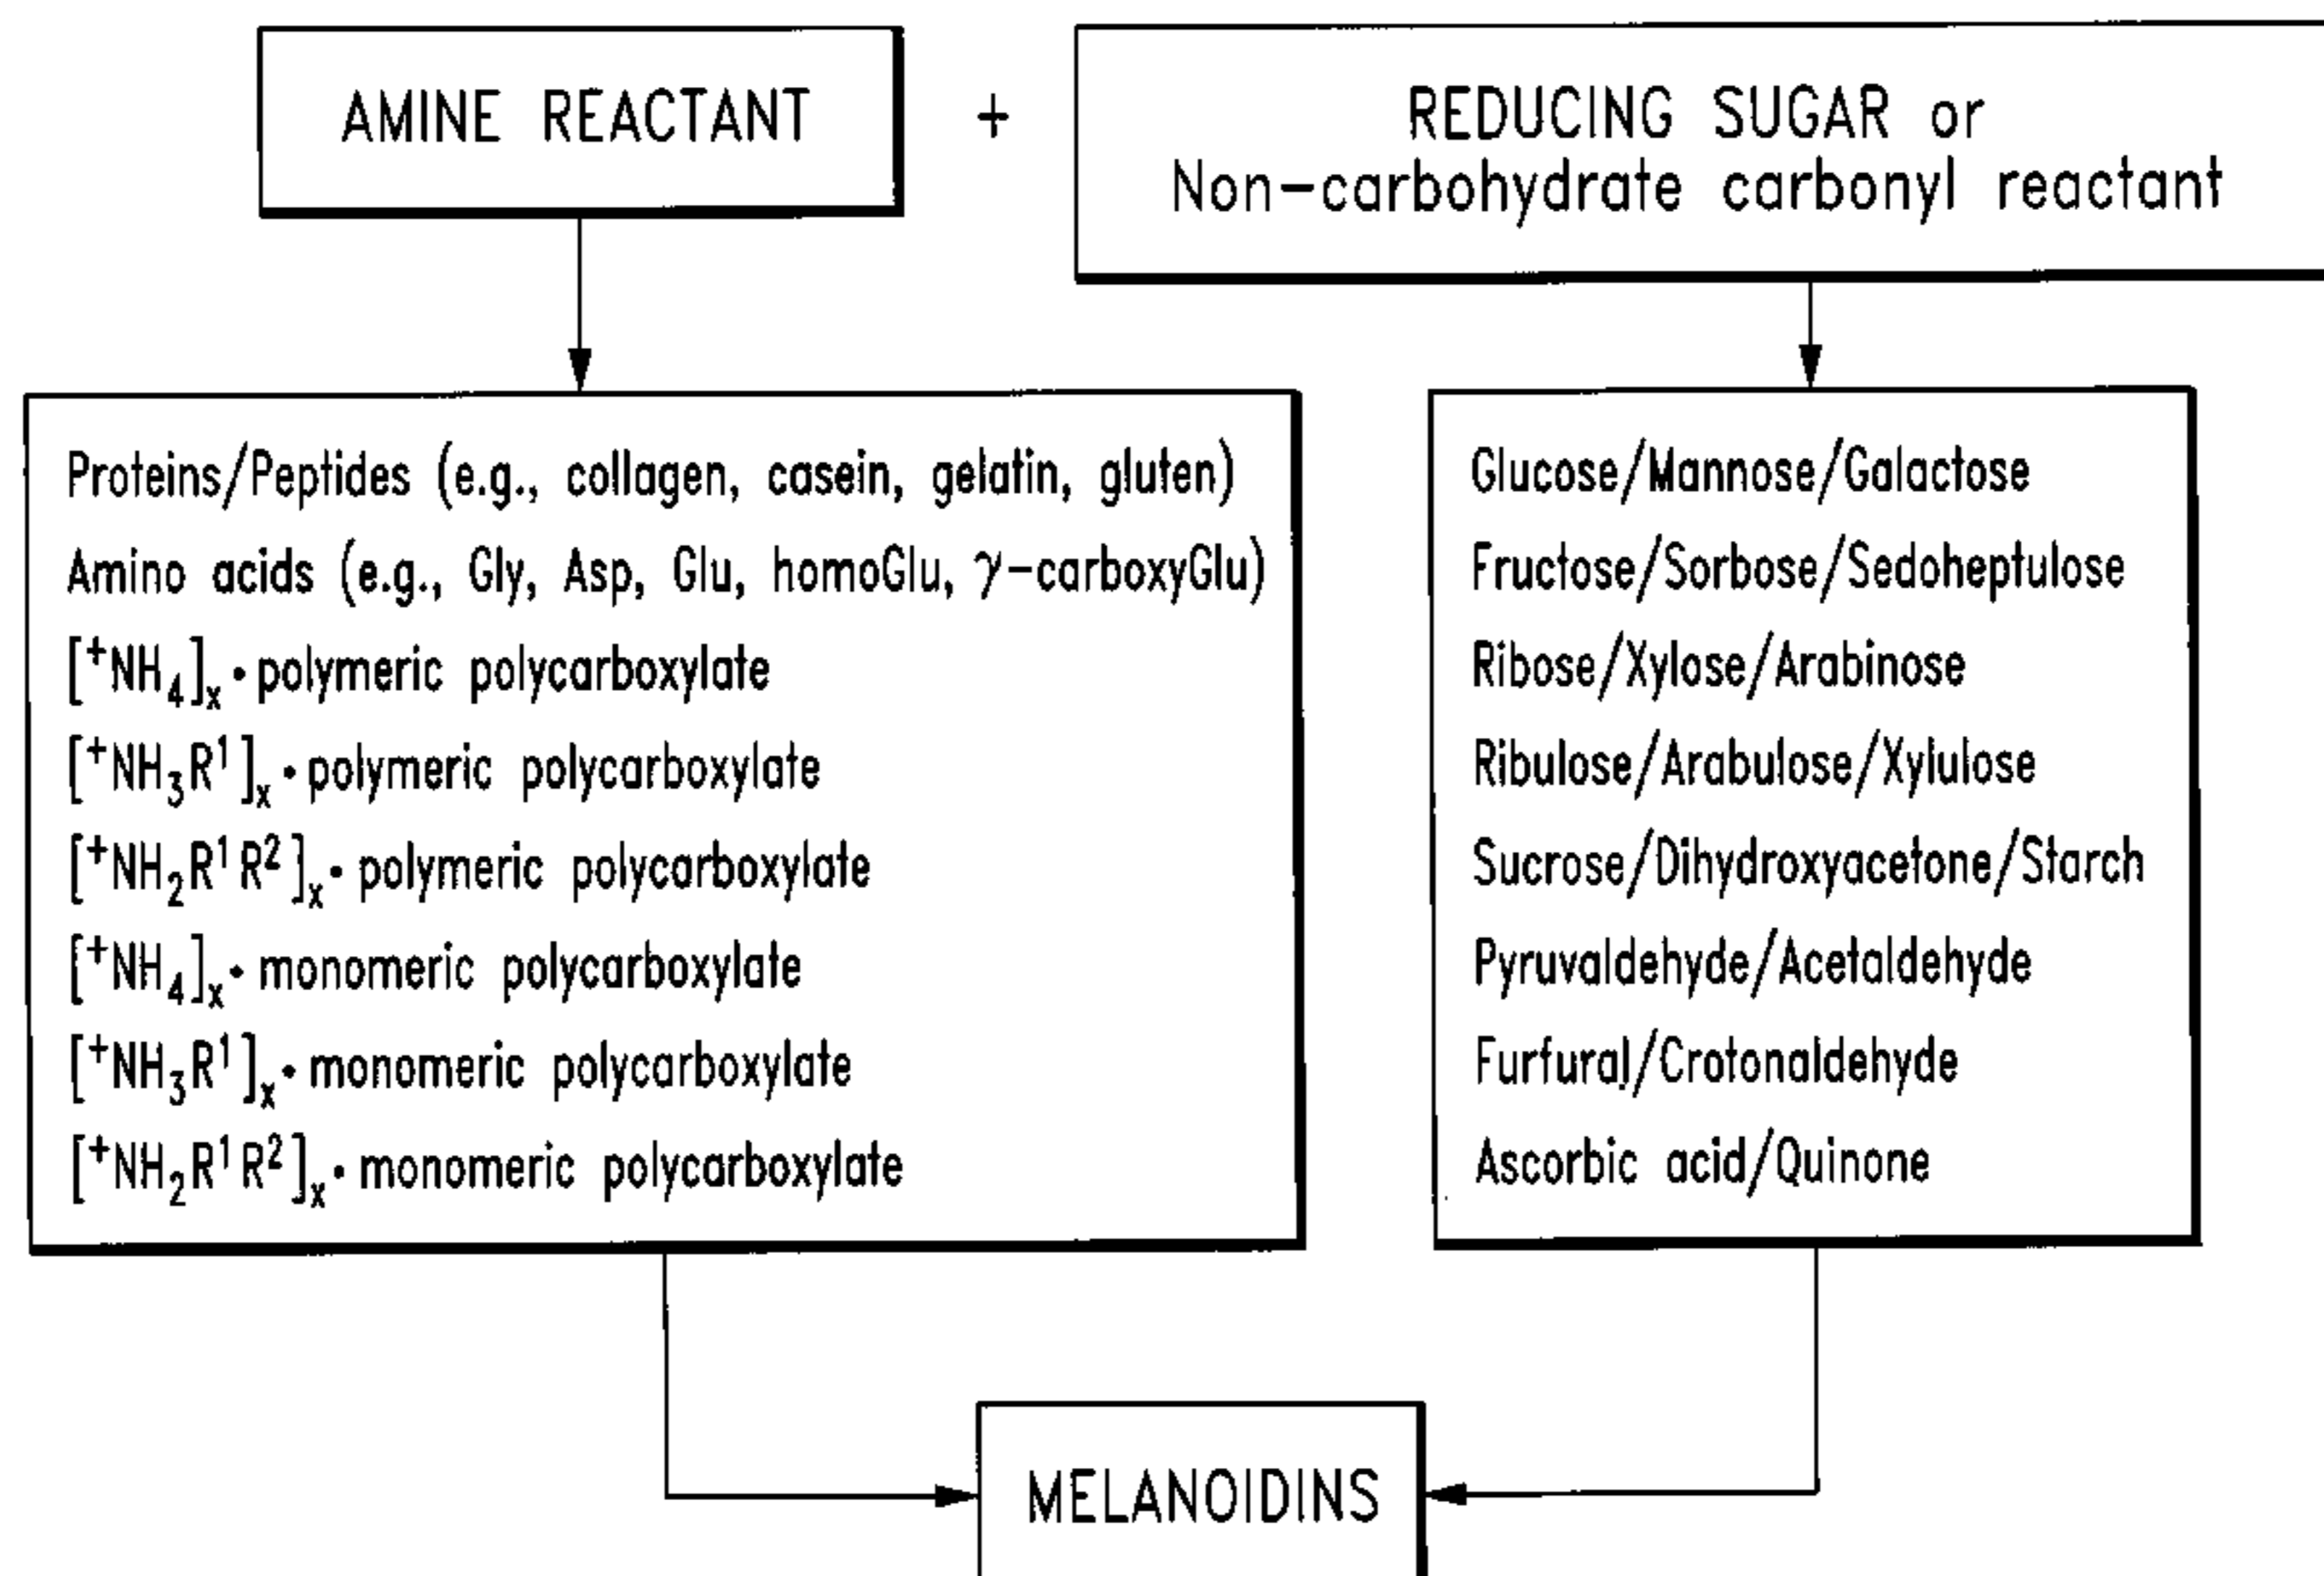 AMINE REACTANT
+
REDUCING SUGAR or
Non-carbohydrate carbonyl reactant
Proteins/Peptides (e.g., collagen, casein, gelatin, gluten)
Amino acids (e.g., Gly, Asp, Glu, homoGlu, γ-carboxyGlu)
[⁺NH₄]ₓ • polymeric polycarboxylate
[⁺NH₃R¹]ₓ • polymeric polycarboxylate
[⁺NH₂R¹R²]ₓ • polymeric polycarboxylate
[⁺NH₄]ₓ • monomeric polycarboxylate
[⁺NH₃R¹]ₓ • monomeric polycarboxylate
[⁺NH₂R¹R²]ₓ • monomeric polycarboxylate
Glucose/Mannose/Galactose
Fructose/Sorbose/Sedoheptulose
Ribose/Xylose/Arabinose
Ribulose/Arabulose/Xylulose
Sucrose/Dihydroxyacetone/Starch
Pyruvaldehyde/Acetaldehyde
Furfural/Crotonaldehyde
Ascorbic acid/Quinone
MELANOIDINS